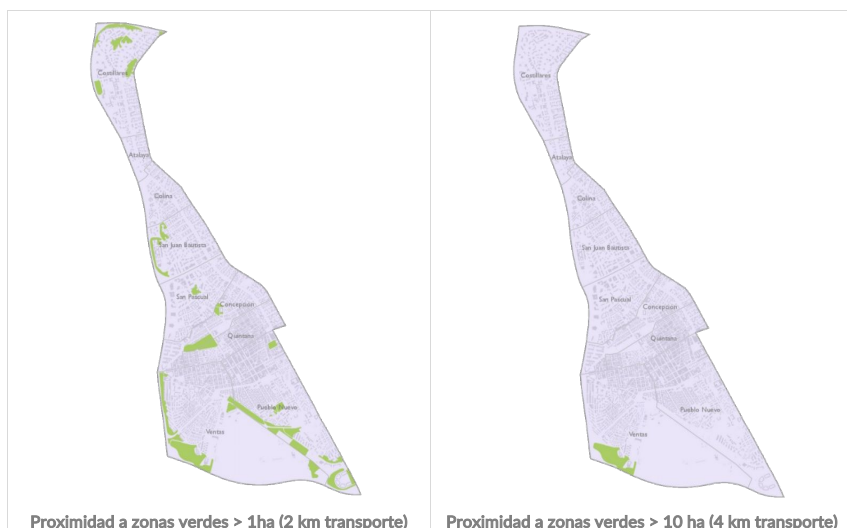 Costillares
Atalaya
Colina
San Juan Bautista
San Pascual
Concepción
Quintana
Pueblo Nuevo
Ventas
Proximidad a zonas verdes > 1ha (2 km transporte)
Costillares
Atalaya
Colina
San Juan Bautista
San Pascual
Concepción
Quintana
Pueblo Nuevo
Ventas
Proximidad a zonas verdes > 10 ha (4 km transporte)